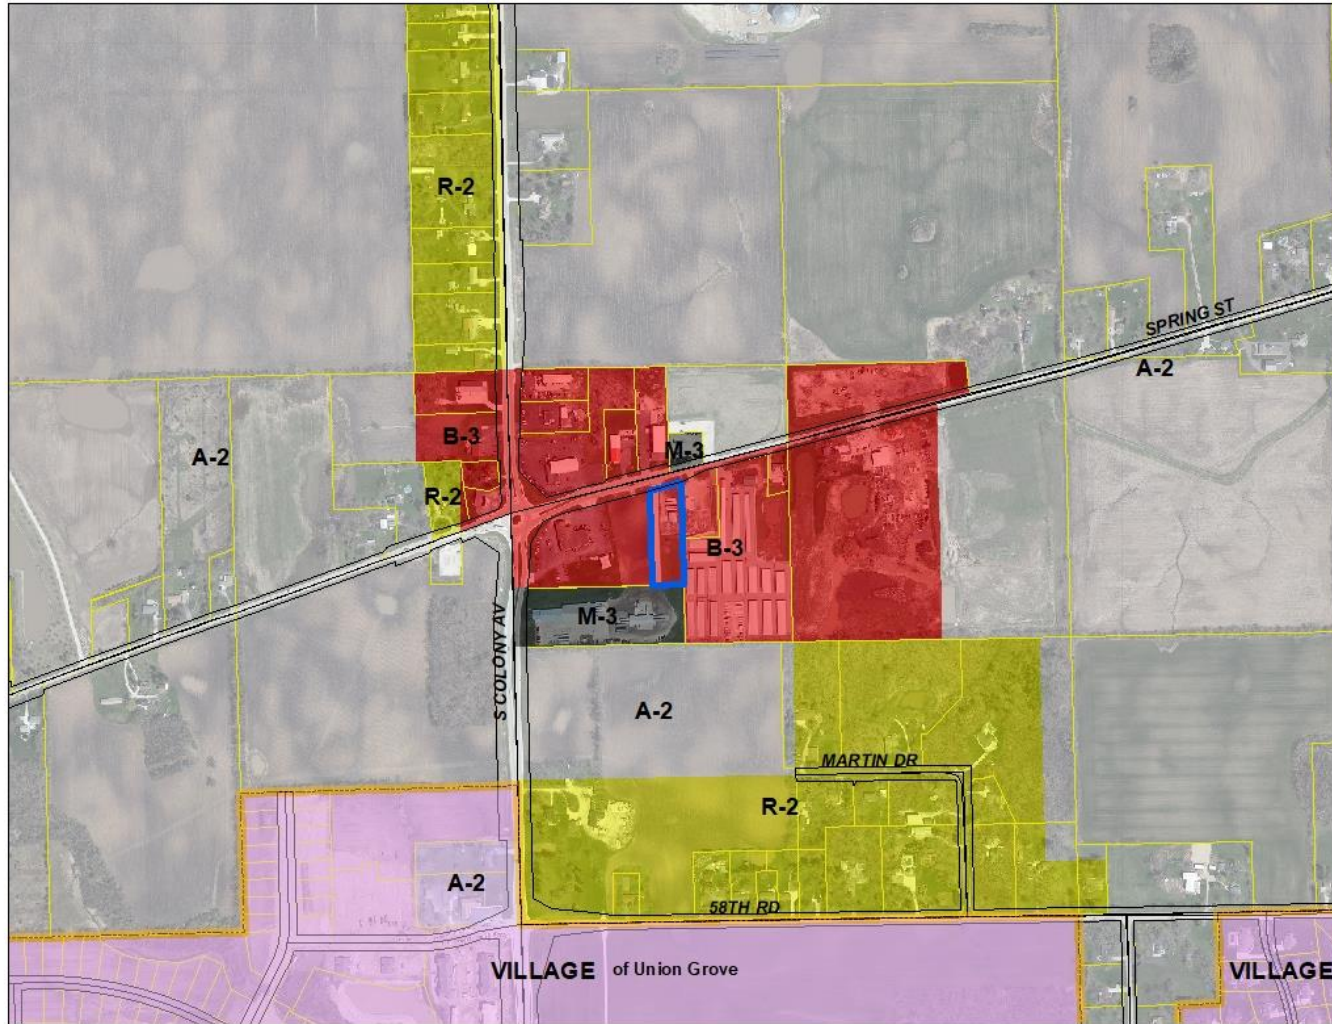 R-2
SPRING ST
A-2
B-3
A-2
M-3
R-2
B-3
M-3
S COLONY AV
A-2
MARTIN DR
R-2
A-2
58TH RD
VILLAGE of Union Grove
VILLAGE